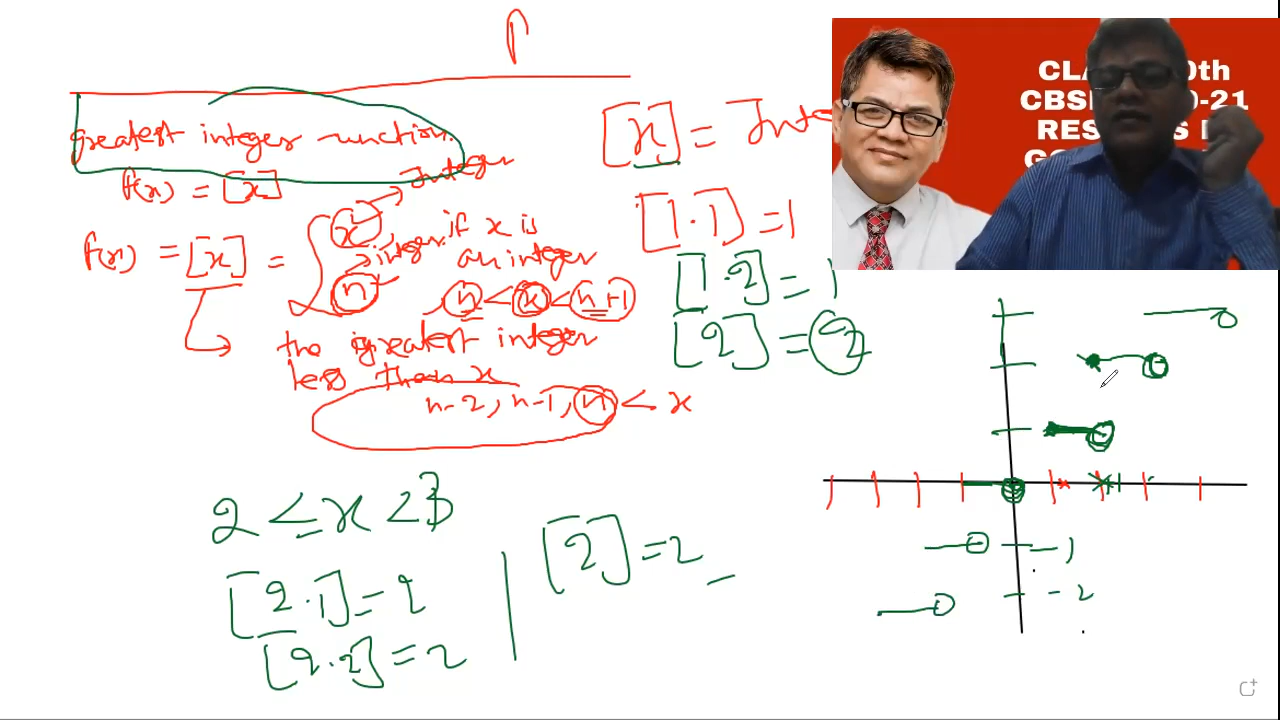 greatest integer function.
f(x) = [x]
Integer
f(x) = [x] = { x, if x is
integer. an integer
n, n < x < n+1
the greatest integer
less than x
n-2, n-1, n < x
[x] = Inte
[1.1] = 1
[1.2] = 1
[2] = 2
2 ≤ x < 3
[2.1] = 2
[2.2] = 2
[2] = 2
-1
-2
CLA 0th
CBS 0-21
RES
GO